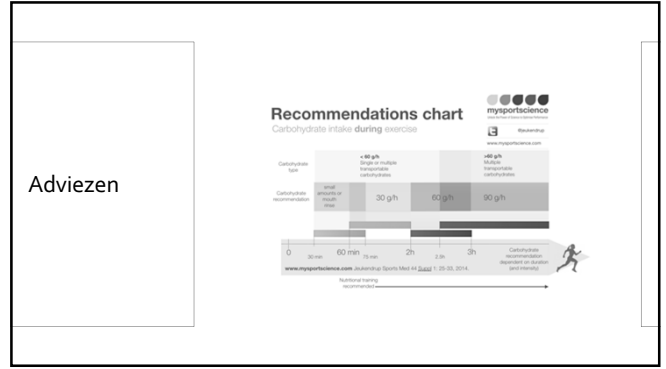 Adviezen
Recommendations chart
Carbohydrate intake during exercise
mysportscience
@jeukendrup
www.mysportscience.com
Carbohydrate
type
< 60 g/h
Single or multiple
transportable
carbohydrates
>60 g/h
Multiple
transportable
carbohydrates
Carbohydrate
recommendation
small
amounts or
mouth
rinse
30 g/h
60 g/h
90 g/h
0
30 min
60 min
75 min
2h
2.5h
3h
Carbohydrate
recommendation
dependent on duration
(and intensity)
www.mysportscience.com Jeukendrup Sports Med 44 Suppl 1: 25-33, 2014.
Nutritional training
recommended